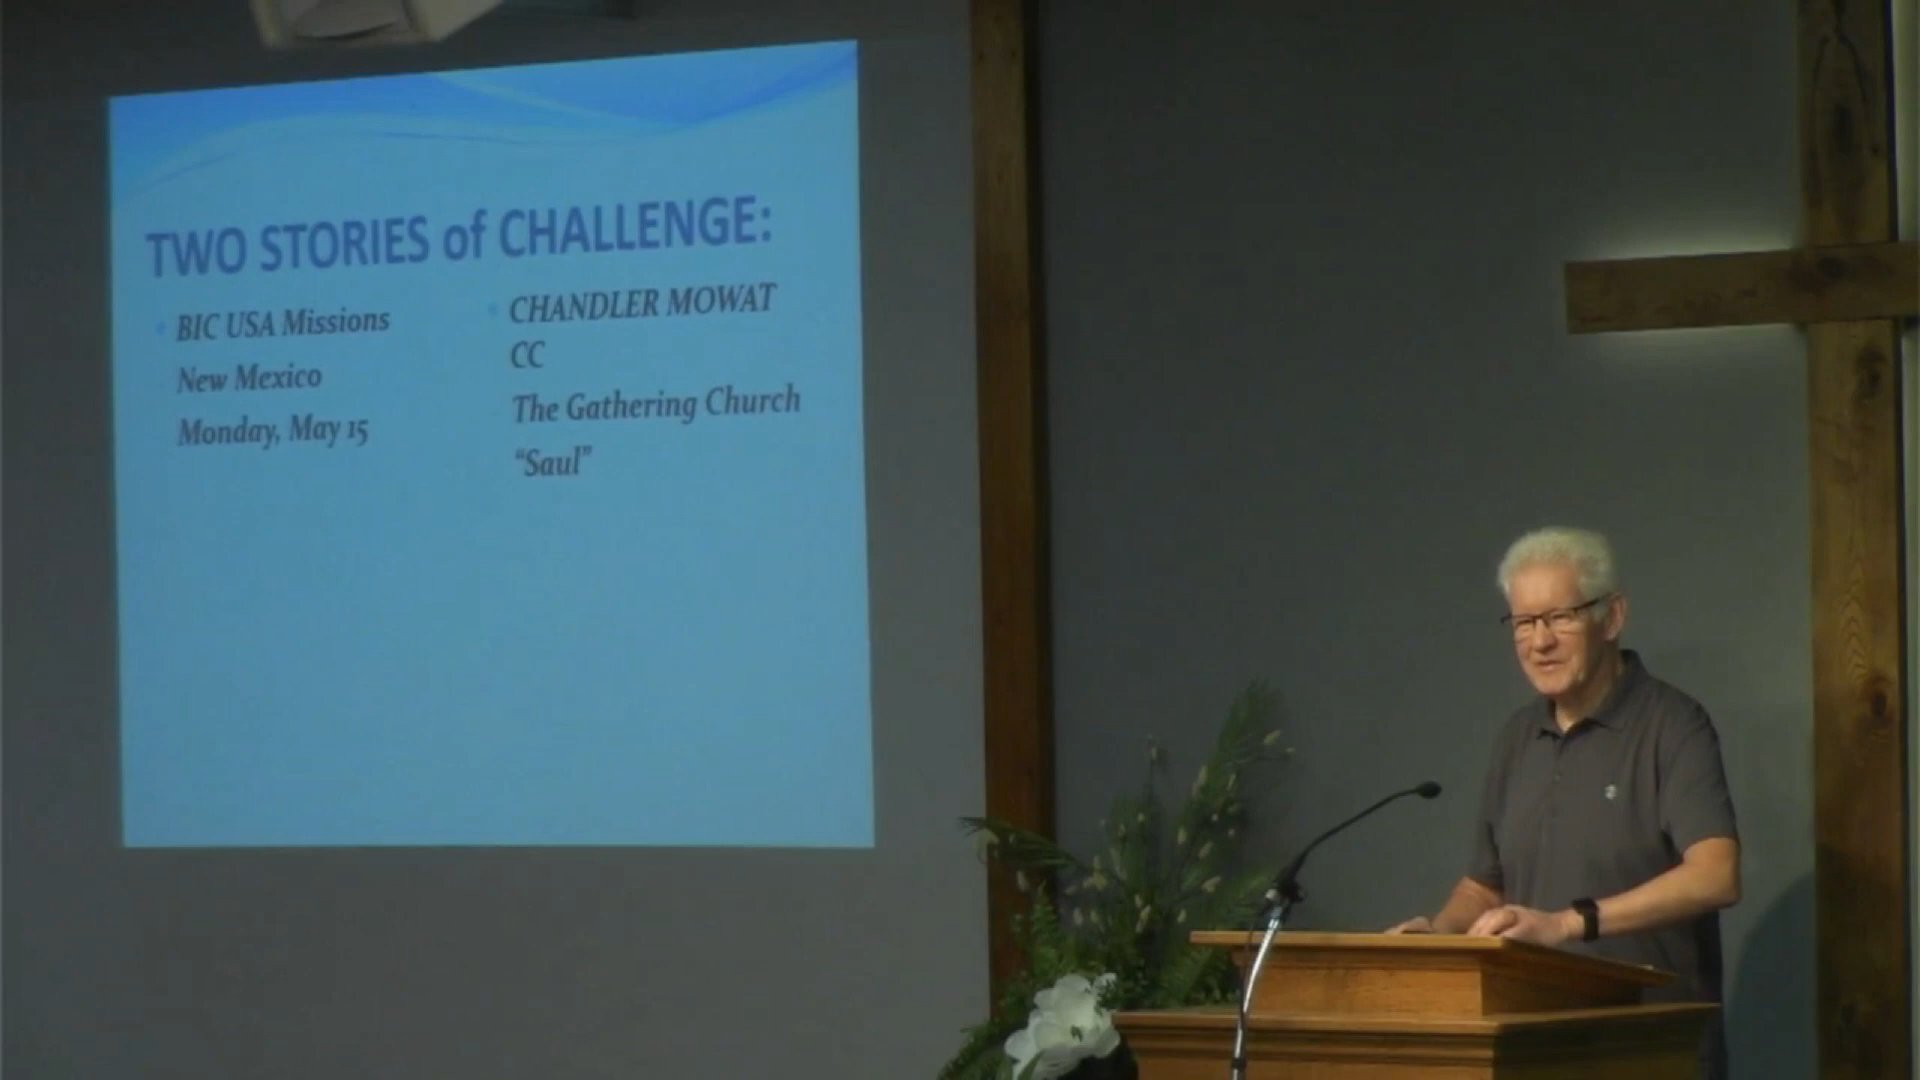 TWO STORIES of CHALLENGE:
BIC USA Missions
New Mexico
Monday, May 15
CHANDLER MOWAT
CC
The Gathering Church
“Saul”